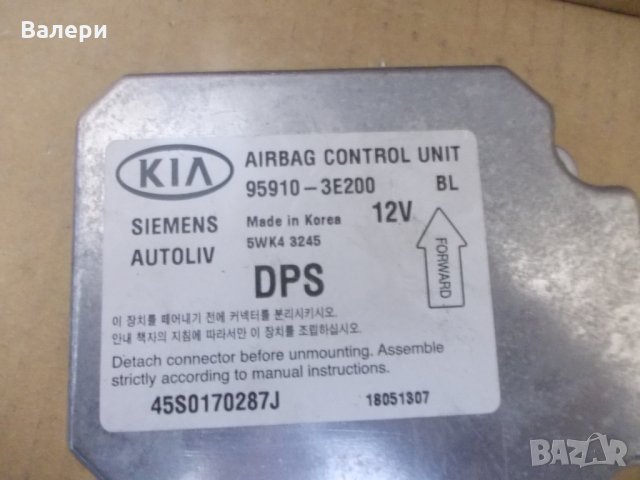 Валери
KIA
AIRBAG CONTROL UNIT
95910-3E200 BL
SIEMENS
AUTOLIV
Made in Korea
5WK4 3245
12V
FORWARD
DPS
이 장치를 떼어내기 전에 커넥터를 분리시키시오.
안내 책자의 지침에 따라서만 이 장치를 조립하십시오.
Detach connector before unmounting. Assemble
strictly according to manual instructions.
45S0170287J
18051307
BAZAR